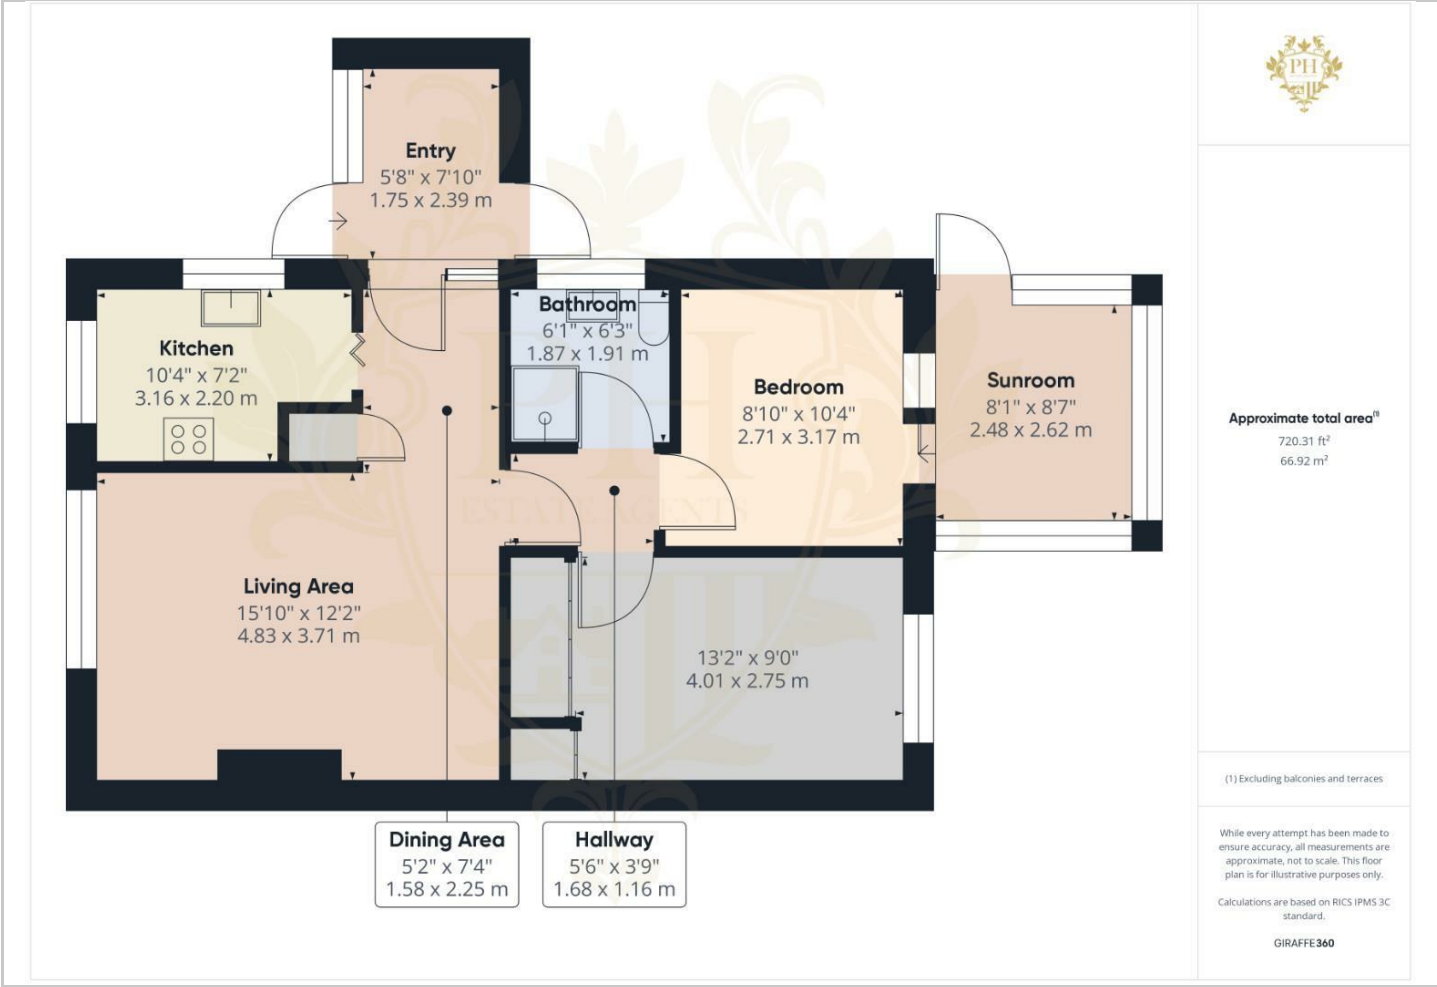 PH
Entry
5'8" x 7'10"
1.75 x 2.39 m
Kitchen
10'4" x 7'2"
3.16 x 2.20 m
Bathroom
6'1" x 6'3"
1.87 x 1.91 m
Bedroom
8'10" x 10'4"
2.71 x 3.17 m
Sunroom
8'1" x 8'7"
2.48 x 2.62 m
PH
ESTATE AGENTS
Living Area
15'10" x 12'2"
4.83 x 3.71 m
13'2" x 9'0"
4.01 x 2.75 m
Dining Area
5'2" x 7'4"
1.58 x 2.25 m
Hallway
5'6" x 3'9"
1.68 x 1.16 m
Approximate total area⁽¹⁾
720.31 ft²
66.92 m²
(1) Excluding balconies and terraces
While every attempt has been made to
ensure accuracy, all measurements are
approximate, not to scale. This floor
plan is for illustrative purposes only.
Calculations are based on RICS IPMS 3C
standard.
GIRAFFE360